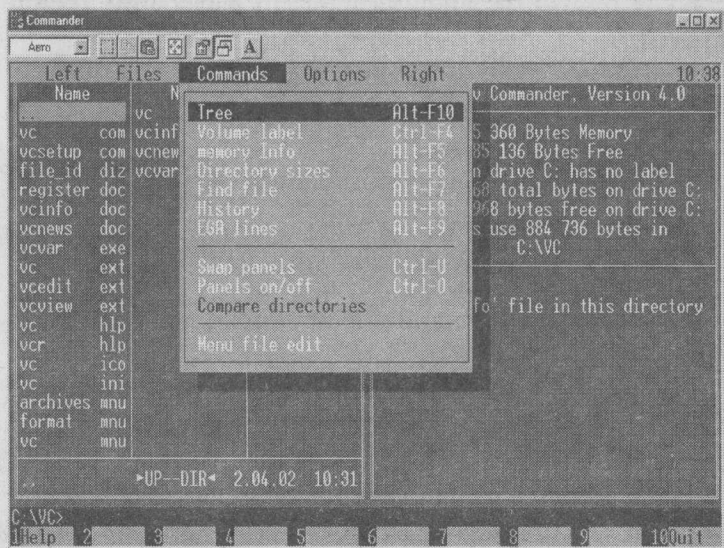 Commander
Aero
A
Left Files Commands Options Right 10:38
Name N
Tree Alt-F10
Volume label Ctrl-F4
memory Info Alt-F5
Directory sizes Alt-F6
Find file Alt-F7
History Alt-F8
EGA lines Alt-F9
Swap panels Ctrl-U
Panels on/off Ctrl-O
Compare directories
Menu file edit
..
vc com
vcsetup com
file_id diz
register doc
vcinfo doc
vcnews doc
vcvar exe
vc ext
vcedit ext
vcview ext
vc hlp
vcr hlp
vc ico
vc ini
archives mnu
format mnu
vc mnu
vc
vcinf
vcnew
vcvar
v Commander, Version 4.0
5 360 Bytes Memory
85 136 Bytes Free
n drive C: has no label
68 total bytes on drive C:
968 bytes free on drive C:
s use 884 736 bytes in
C:\VC
fo' file in this directory
.. ►UP--DIR◄ 2.04.02 10:31
C:\VC>
1Help 2 3 4 5 6 7 8 9 10Quit